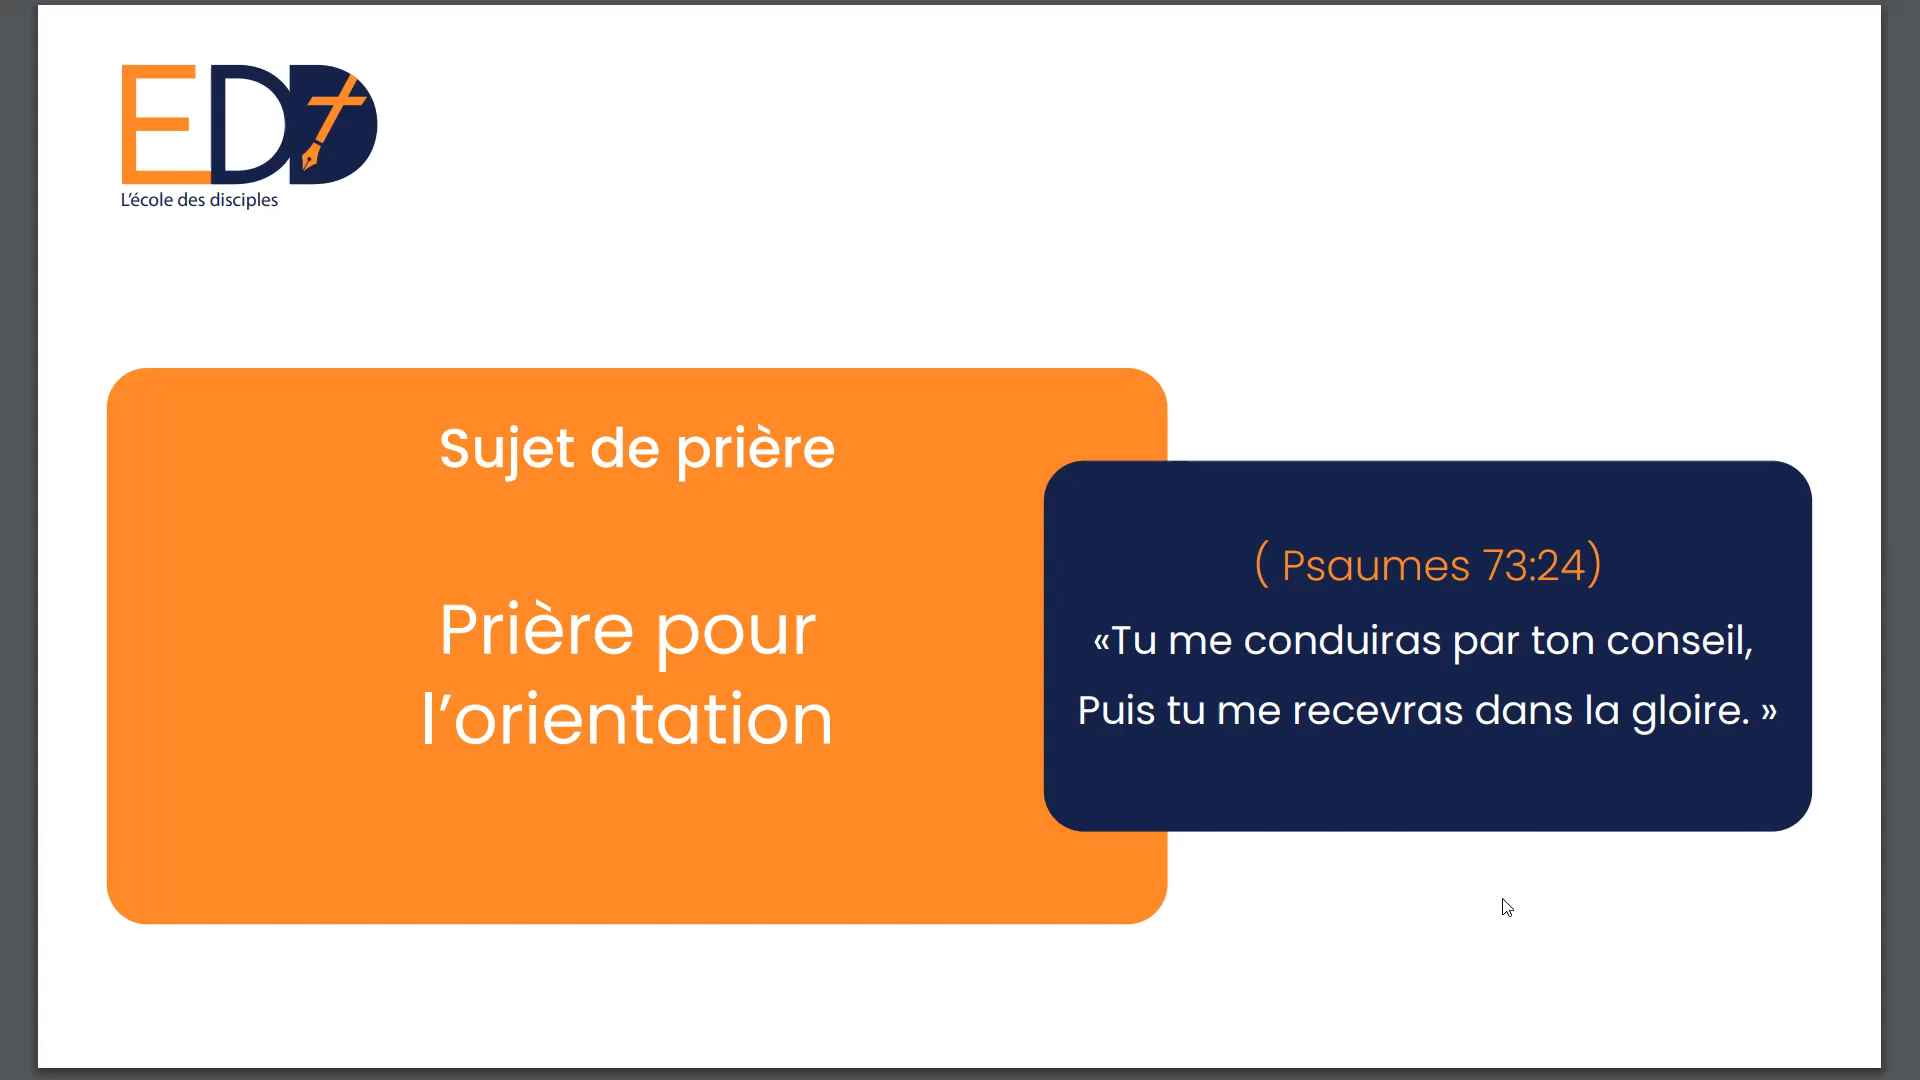 EDD
L'école des disciples
Sujet de prière
Prière pour
l’orientation
( Psaumes 73:24)
«Tu me conduiras par ton conseil,
Puis tu me recevras dans la gloire. »